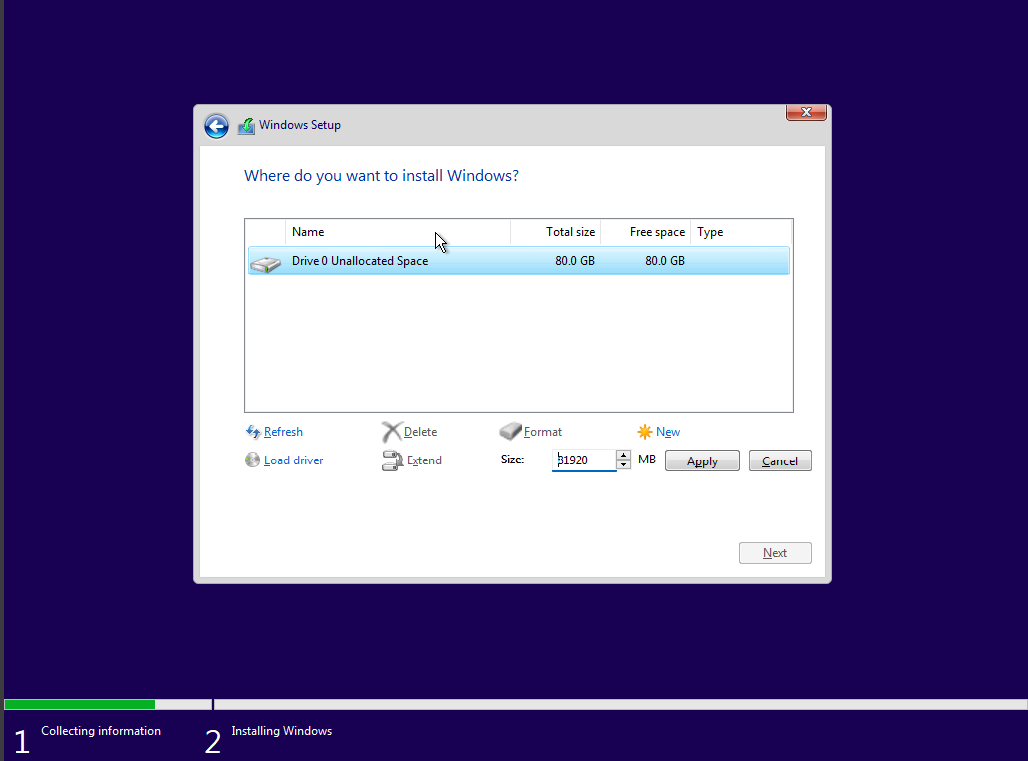 Windows Setup
Where do you want to install Windows?
Name Total size Free space Type
Drive 0 Unallocated Space 80.0 GB 80.0 GB
Refresh Delete Format New
Load driver Extend Size: 81920 MB Apply Cancel
Next
1 Collecting information 2 Installing Windows